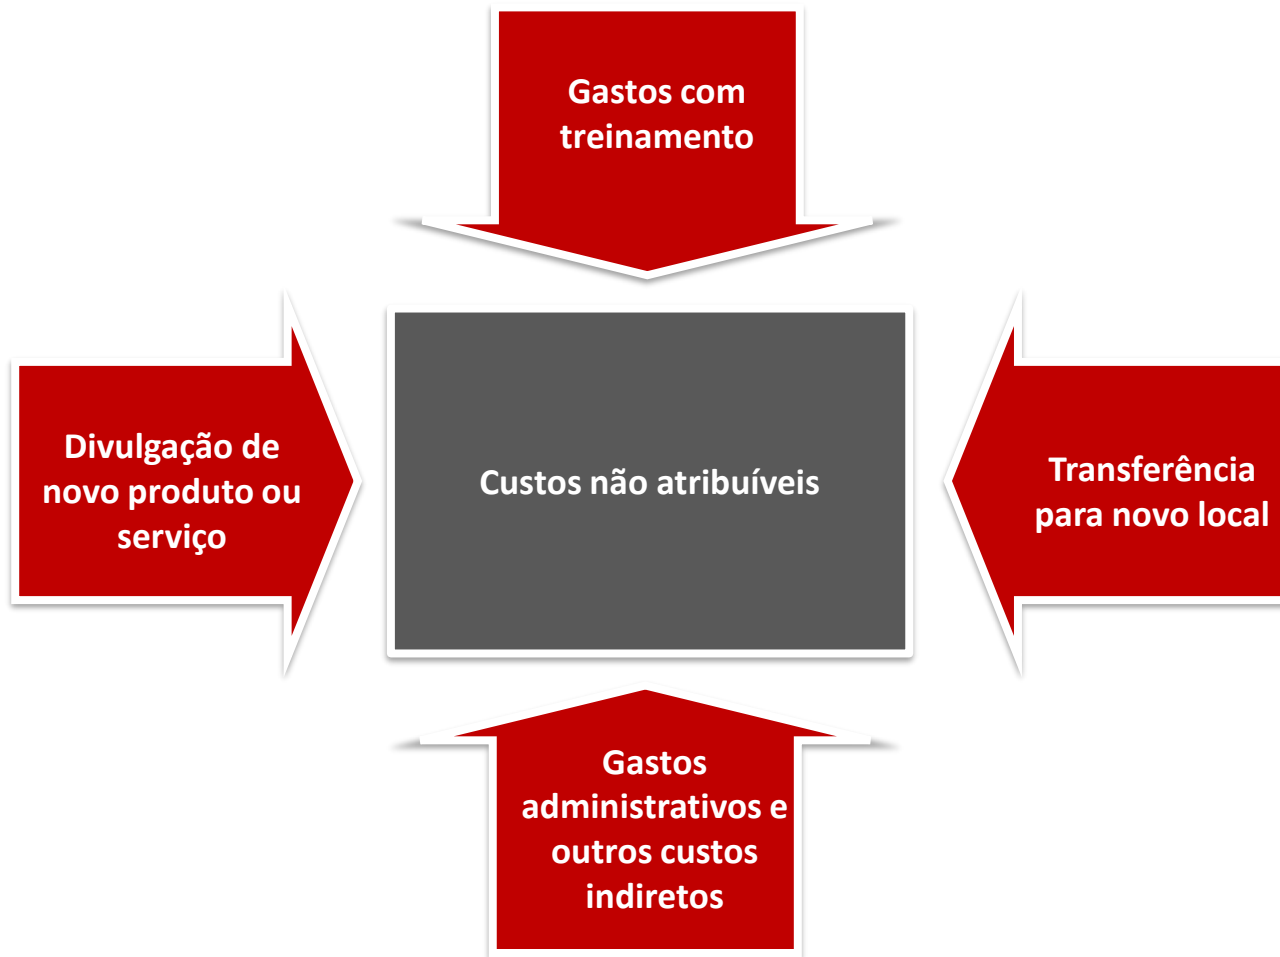 Gastos com
treinamento
Divulgação de
novo produto ou
serviço
Custos não atribuíveis
Transferência
para novo local
Gastos
administrativos e
outros custos
indiretos